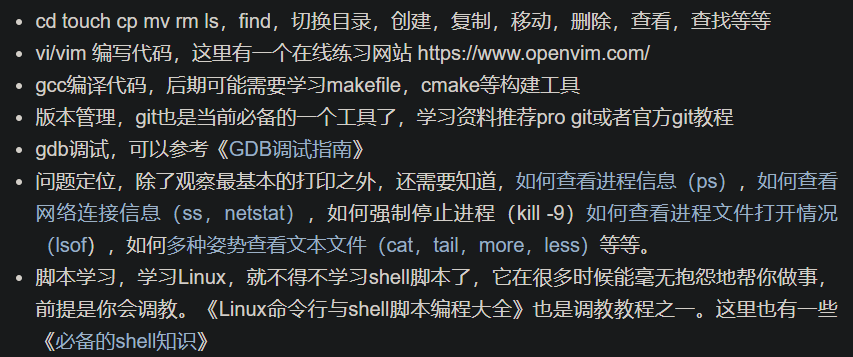 cd touch cp mv rm ls，find，切换目录，创建，复制，移动，删除，查看，查找等等
vi/vim 编写代码，这里有一个在线练习网站 https://www.openvim.com/
gcc编译代码，后期可能需要学习makefile，cmake等构建工具
版本管理，git也是当前必备的一个工具了，学习资料推荐pro git或者官方git教程
gdb调试，可以参考《GDB调试指南》
问题定位，除了观察最基本的打印之外，还需要知道，如何查看进程信息（ps），如何查看
网络连接信息（ss，netstat），如何强制停止进程（kill -9）如何查看进程文件打开情况
（lsof），如何多种姿势查看文本文件（cat，tail，more，less）等等。
脚本学习，学习Linux，就不得不学习shell脚本了，它在很多时候能毫无抱怨地帮你做事，
前提是你会调教。《Linux命令行与shell脚本编程大全》也是调教教程之一。这里也有一些
《必备的shell知识》